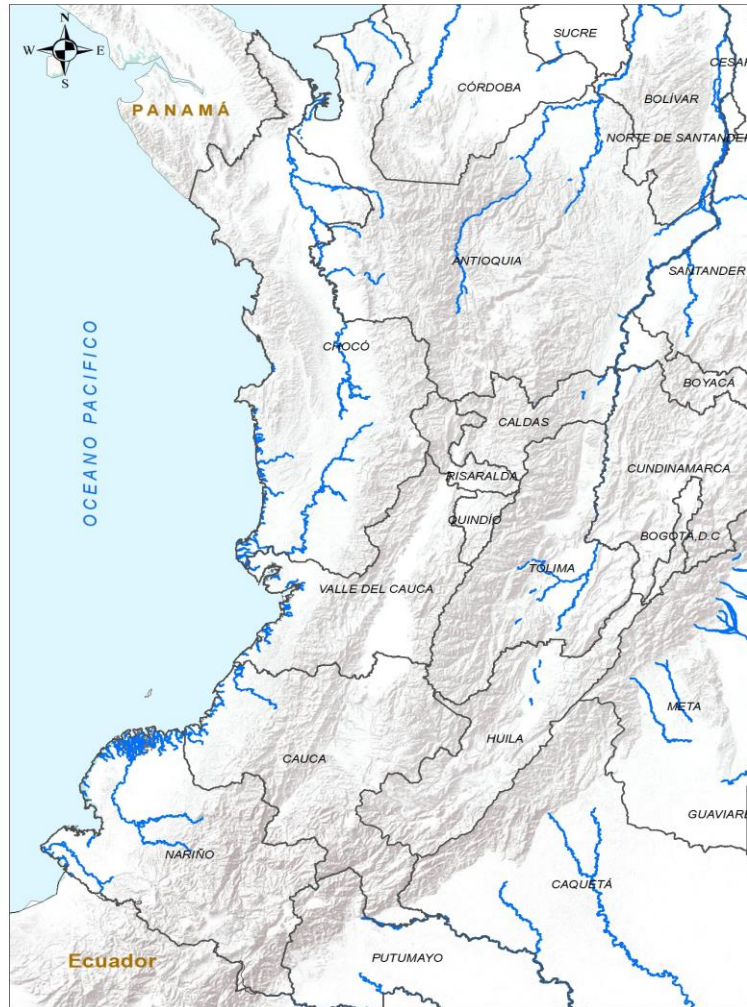 N
W E
S
SUCRE
CESAR
CÓRDOBA
BOLÍVAR
PANAMÁ
NORTE DE SANTANDER
ANTIOQUIA
SANTANDER
OCEANO PACIFICO
CHOCÓ
BOYACÁ
CALDAS
CUNDINAMARCA
RISARALDA
QUINDÍO
BOGOTÁ,D.C
TOLIMA
VALLE DEL CAUCA
META
HUILA
CAUCA
GUAVIARE
NARIÑO
CAQUETÁ
Ecuador
PUTUMAYO